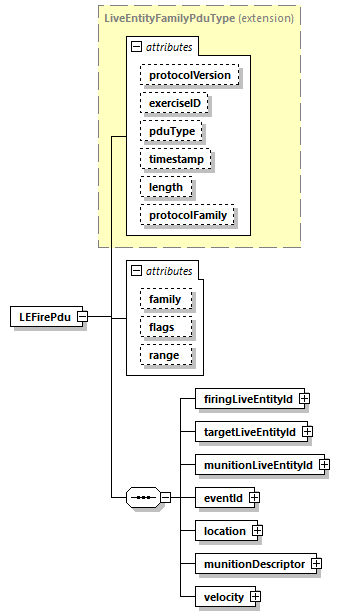 LiveEntityFamilyPduType (extension)
attributes
protocolVersion
exerciseID
pduType
timestamp
length
protocolFamily
attributes
family
flags
range
LEFirePdu
firingLiveEntityId
targetLiveEntityId
munitionLiveEntityId
eventId
location
munitionDescriptor
velocity